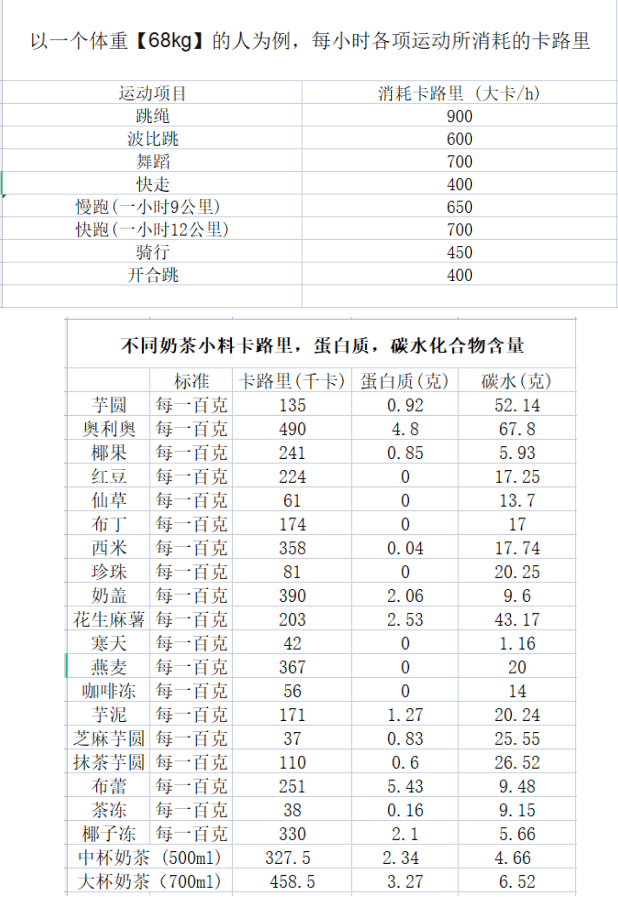 以一个体重【68kg】的人为例，每小时各项运动所消耗的卡路里
运动项目 消耗卡路里 (大卡/h)
跳绳 900
波比跳 600
舞蹈 700
快走 400
慢跑(一小时9公里) 650
快跑(一小时12公里) 700
骑行 450
开合跳 400
不同奶茶小料卡路里，蛋白质，碳水化合物含量
标准 卡路里(千卡) 蛋白质(克) 碳水(克)
芋圆 每一百克 135 0.92 52.14
奥利奥 每一百克 490 4.8 67.8
椰果 每一百克 241 0.85 5.93
红豆 每一百克 224 0 17.25
仙草 每一百克 61 0 13.7
布丁 每一百克 174 0 17
西米 每一百克 358 0.04 17.74
珍珠 每一百克 81 0 20.25
奶盖 每一百克 390 2.06 9.6
花生麻薯 每一百克 203 2.53 43.17
寒天 每一百克 42 0 1.16
燕麦 每一百克 367 0 20
咖啡冻 每一百克 56 0 14
芋泥 每一百克 171 1.27 20.24
芝麻芋圆 每一百克 37 0.83 25.55
抹茶芋圆 每一百克 110 0.6 26.52
布蕾 每一百克 251 5.43 9.48
茶冻 每一百克 38 0.16 9.15
椰子冻 每一百克 330 2.1 5.66
中杯奶茶 (500ml) 327.5 2.34 4.66
大杯奶茶 (700ml) 458.5 3.27 6.52